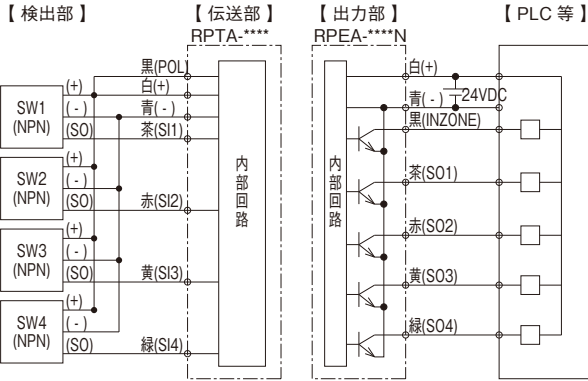 【 検出部 】
【 伝送部 】
【 出力部 】
【 PLC 等 】
RPTA-****
RPEA-****N
SW1
(NPN)
(+)
( - )
(SO)
SW2
(NPN)
(+)
( - )
(SO)
SW3
(NPN)
(+)
( - )
(SO)
SW4
(NPN)
(+)
( - )
(SO)
黒(POL)
白(+)
青( - )
茶(SI1)
赤(SI2)
黄(SI3)
緑(SI4)
内部回路
内部回路
白(+)
青( - )
24VDC
黒(INZONE)
茶(SO1)
赤(SO2)
黄(SO3)
緑(SO4)